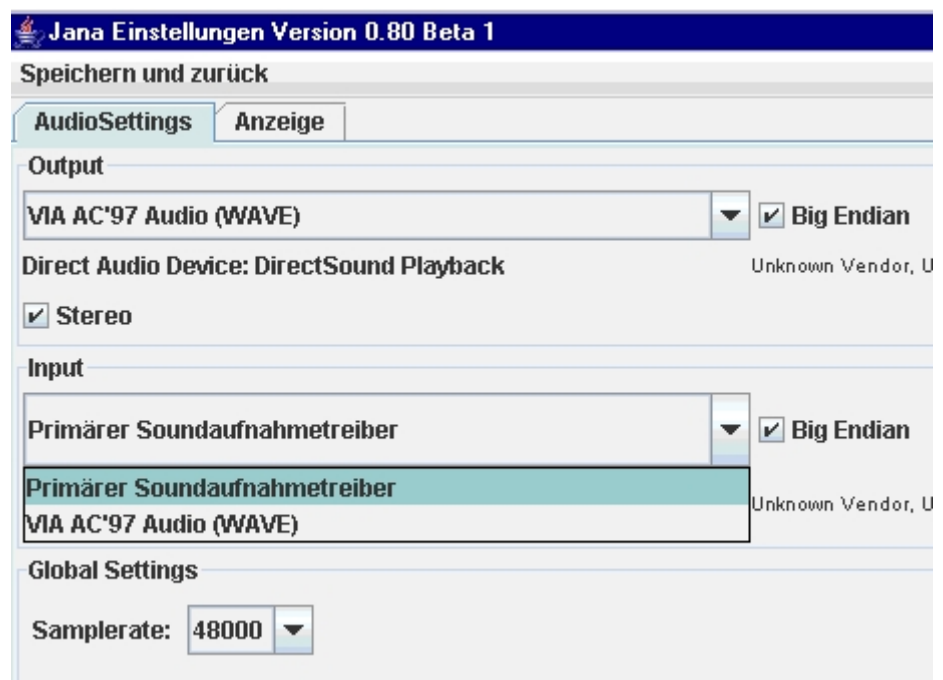 Jana Einstellungen Version 0.80 Beta 1
Speichern und zurück
AudioSettings Anzeige
Output
VIA AC'97 Audio (WAVE) Big Endian
Direct Audio Device: DirectSound Playback Unknown Vendor, U
Stereo
Input
Primärer Soundaufnahmetreiber Big Endian
Primärer Soundaufnahmetreiber
VIA AC'97 Audio (WAVE) Unknown Vendor, U
Global Settings
Samplerate: 48000